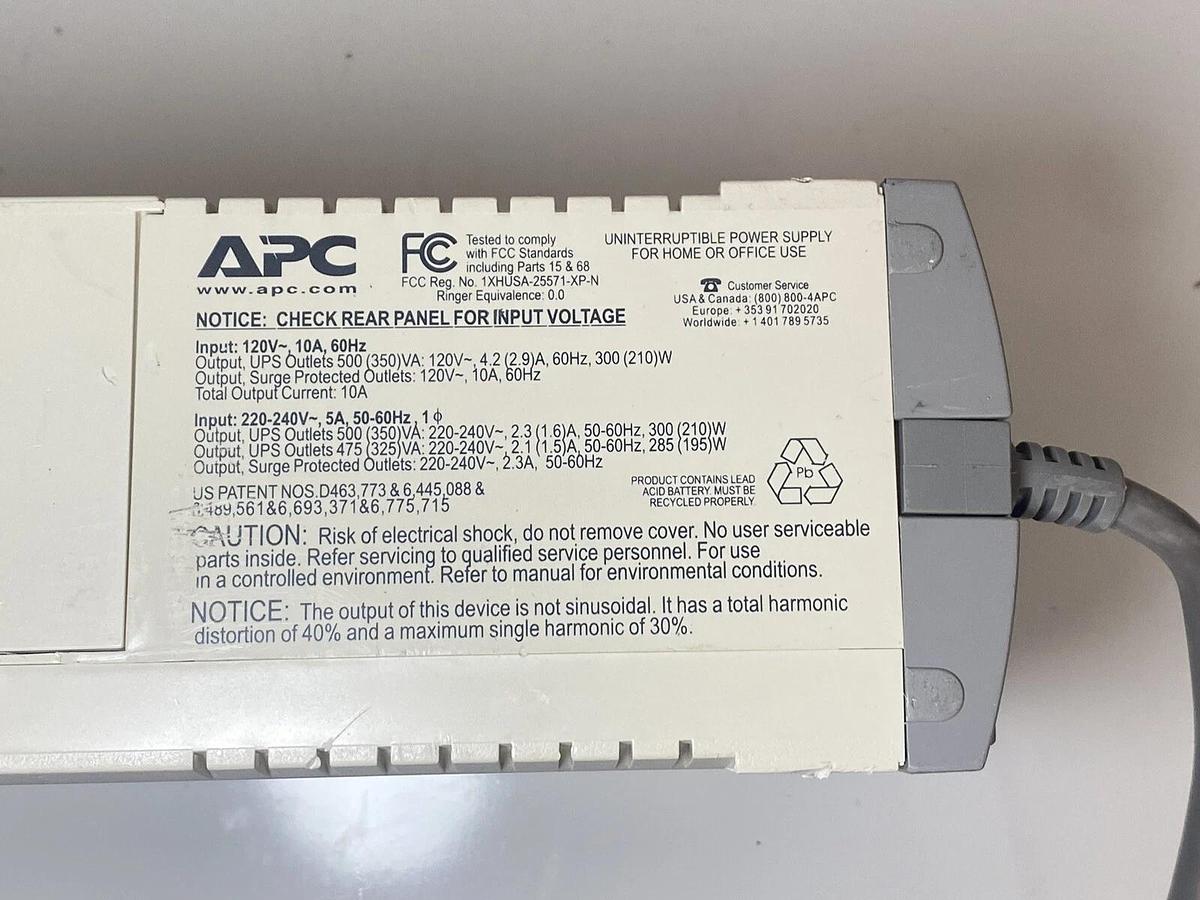 APC
www.apc.com
FC
Tested to comply
with FCC Standards
including Parts 15 & 68
FCC Reg. No. 1XHUSA-25571-XP-N
Ringer Equivalence: 0.0
UNINTERRUPTIBLE POWER SUPPLY
FOR HOME OR OFFICE USE
Customer Service
USA & Canada: (800) 800-4APC
Europe: + 353 91 702020
Worldwide: + 1 401 789 5735
NOTICE: CHECK REAR PANEL FOR INPUT VOLTAGE
Input: 120V~, 10A, 60Hz
Output, UPS Outlets 500 (350)VA: 120V~, 4.2 (2.9)A, 60Hz, 300 (210)W
Output, Surge Protected Outlets: 120V~, 10A, 60Hz
Total Output Current: 10A
Input: 220-240V~, 5A, 50-60Hz , 1 ϕ
Output, UPS Outlets 500 (350)VA: 220-240V~, 2.3 (1.6)A, 50-60Hz, 300 (210)W
Output, UPS Outlets 475 (325)VA: 220-240V~, 2.1 (1.5)A, 50-60Hz, 285 (195)W
Output, Surge Protected Outlets: 220-240V~, 2.3A, 50-60Hz
US PATENT NOS.D463,773 & 6,445,088 &
,489,561&6,693,371&6,775,715
PRODUCT CONTAINS LEAD
ACID BATTERY. MUST BE
RECYCLED PROPERLY.
Pb
CAUTION: Risk of electrical shock, do not remove cover. No user serviceable
parts inside. Refer servicing to qualified service personnel. For use
in a controlled environment. Refer to manual for environmental conditions.
NOTICE: The output of this device is not sinusoidal. It has a total harmonic
distortion of 40% and a maximum single harmonic of 30%.